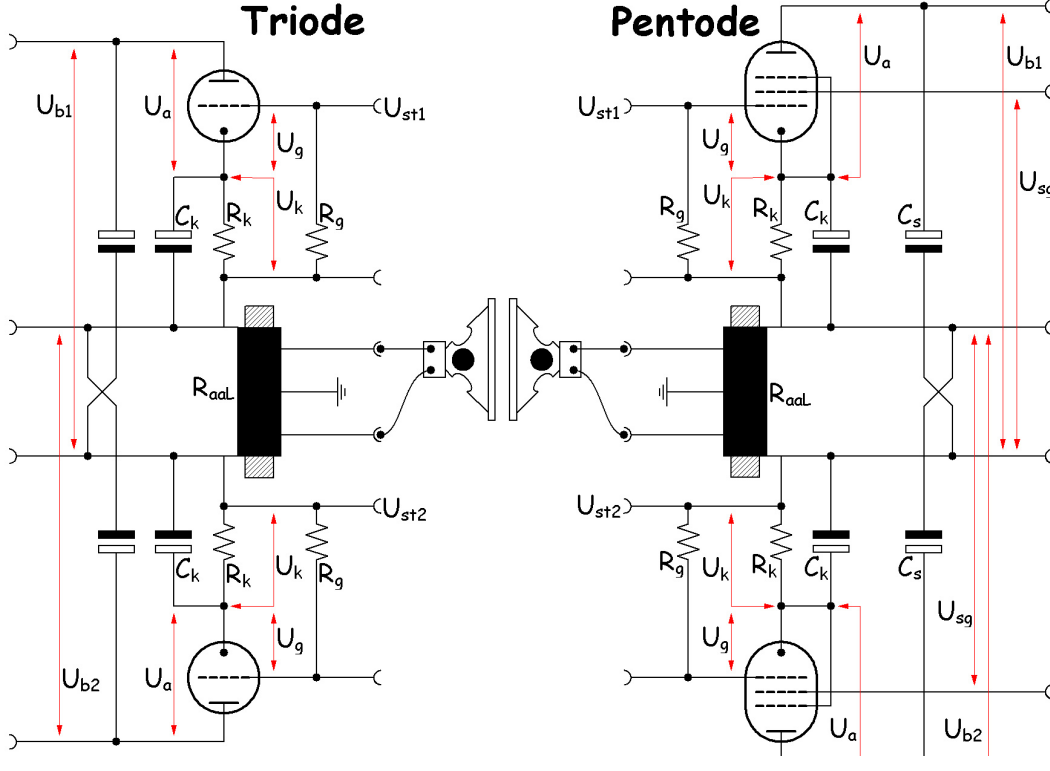 Triode Pentode
Ub1 Ua Ust1 Ust1 Ua Ub1
Ug Ug
Usg
Ck Rk Uk Rg Rg Uk Rk Ck Cs
RaaL RaaL
Ust2 Ust2
Ck Rk Uk Rg Rg Uk Rk Ck Cs
Usg
Ug Ug
Ub2 Ua Ua Ub2